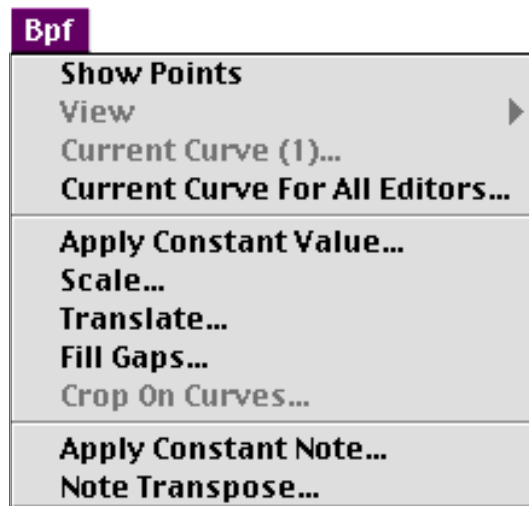 Bpf
Show Points
View
Current Curve (1)...
Current Curve For All Editors...
Apply Constant Value...
Scale...
Translate...
Fill Gaps...
Crop On Curves...
Apply Constant Note...
Note Transpose...